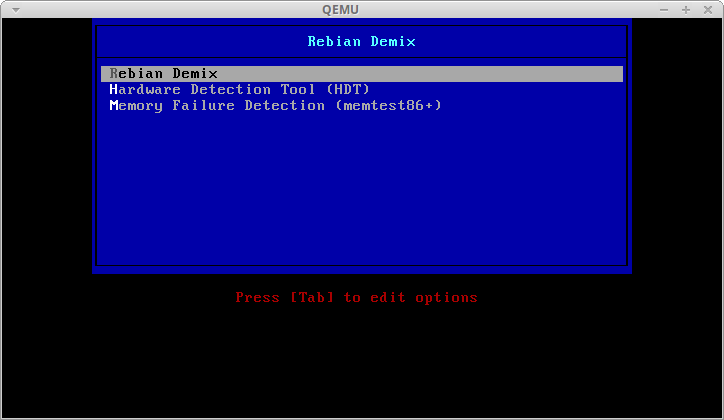 QEMU
Rebian Demix
Rebian Demix
Hardware Detection Tool (HDT)
Memory Failure Detection (memtest86+)
Press [Tab] to edit options